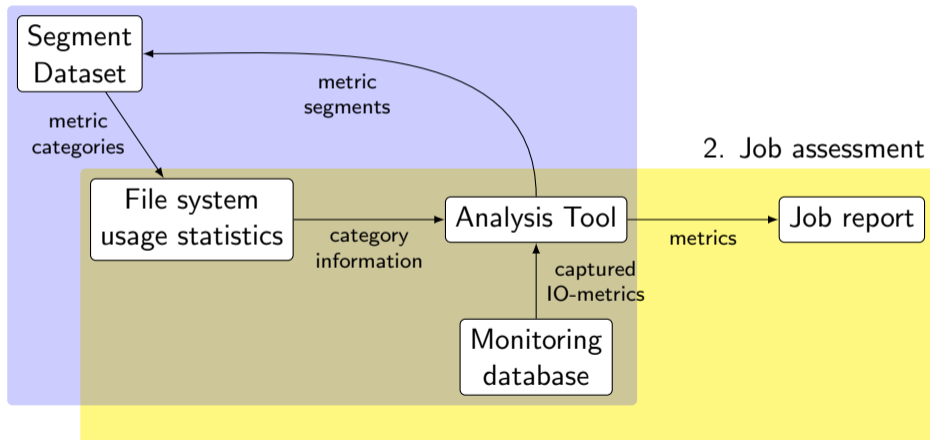 Segment
Dataset
metric
segments
metric
categories
2. Job assessment
File system
usage statistics
category
information
Analysis Tool
metrics
Job report
captured
IO-metrics
Monitoring
database